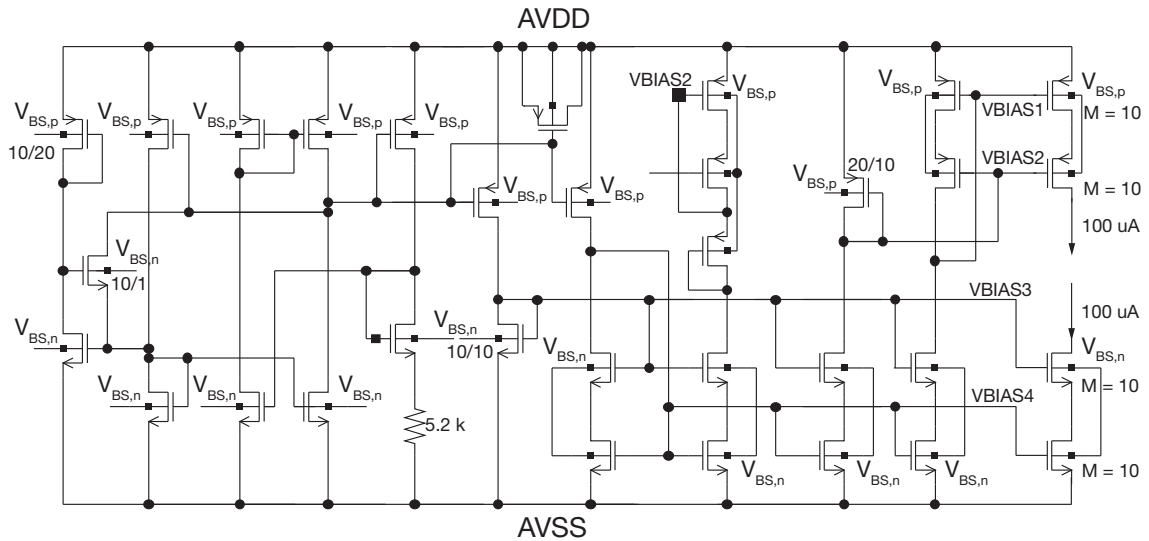 AVDD
VBIAS2 V_BS,p V_BS,p V_BS,p
VBIAS1 M = 10
V_BS,p V_BS,p V_BS,p V_BS,p V_BS,p
10/20
VBIAS2
20/10
V_BS,p V_BS,p V_BS,p
M = 10
100 uA
V_BS,n
10/1
VBIAS3
100 uA
V_BS,n V_BS,n
10/10
V_BS,n V_BS,n
V_BS,n V_BS,n V_BS,n
M = 10
VBIAS4
5.2 k
V_BS,n V_BS,n V_BS,n M = 10
AVSS